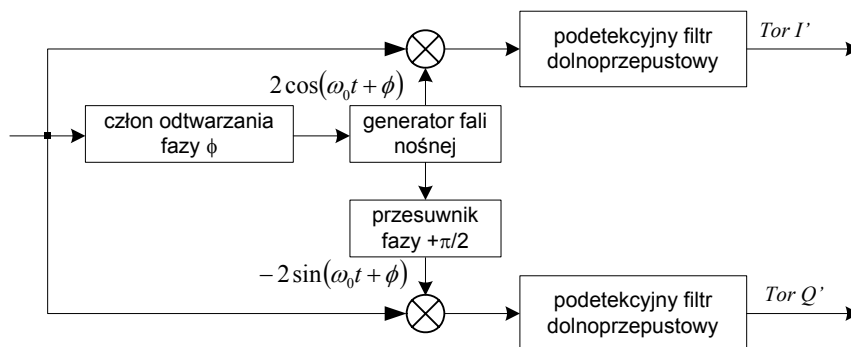 podetekcyjny filtr
dolnoprzepustowy
Tor I’
2cos(ω₀t + ϕ)
człon odtwarzania
fazy ϕ
generator fali
nośnej
przesuwnik
fazy +π/2
−2sin(ω₀t + ϕ)
podetekcyjny filtr
dolnoprzepustowy
Tor Q’